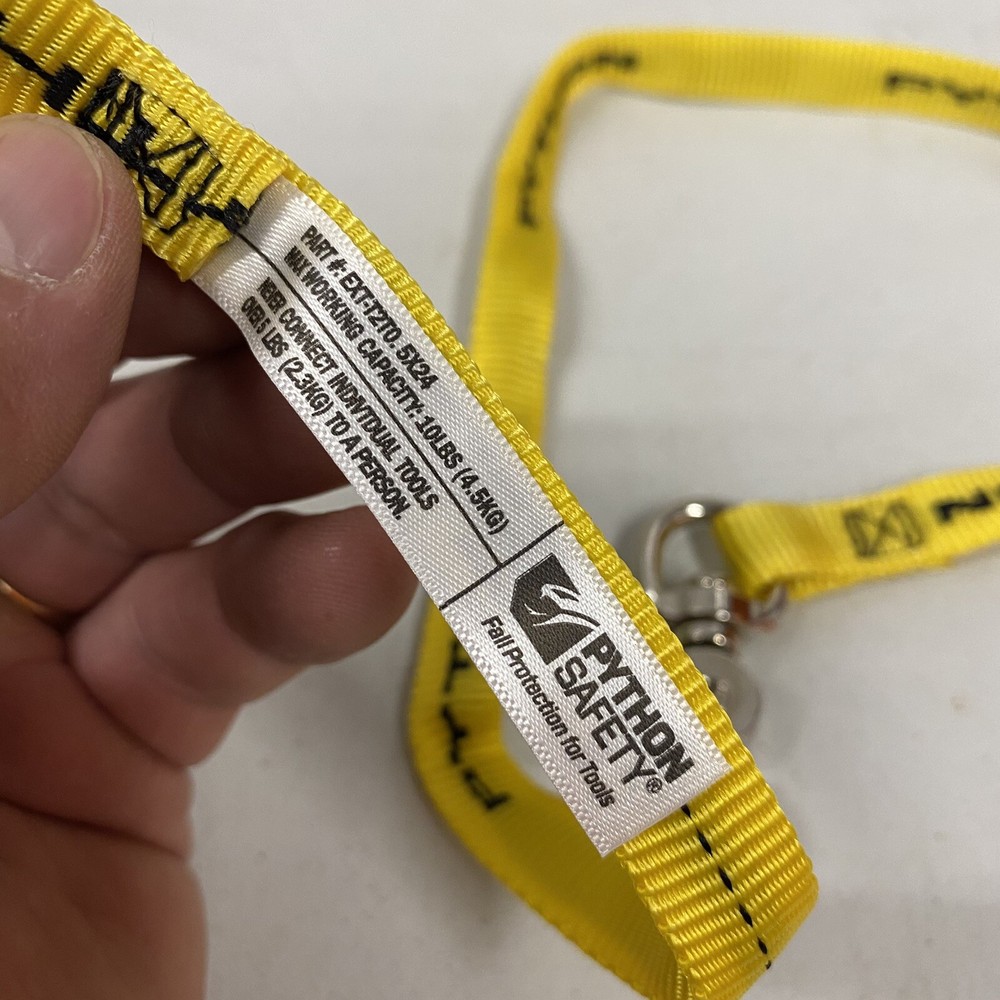 PART #: EXT-T2T0.5X24
MAX WORKING CAPACITY: 10LBS (4.5KG)
NEVER CONNECT INDIVIDUAL TOOLS
OVER 5 LBS (2.3KG) TO A PERSON.
PYTHON
SAFETY®
Fall Protection for Tools